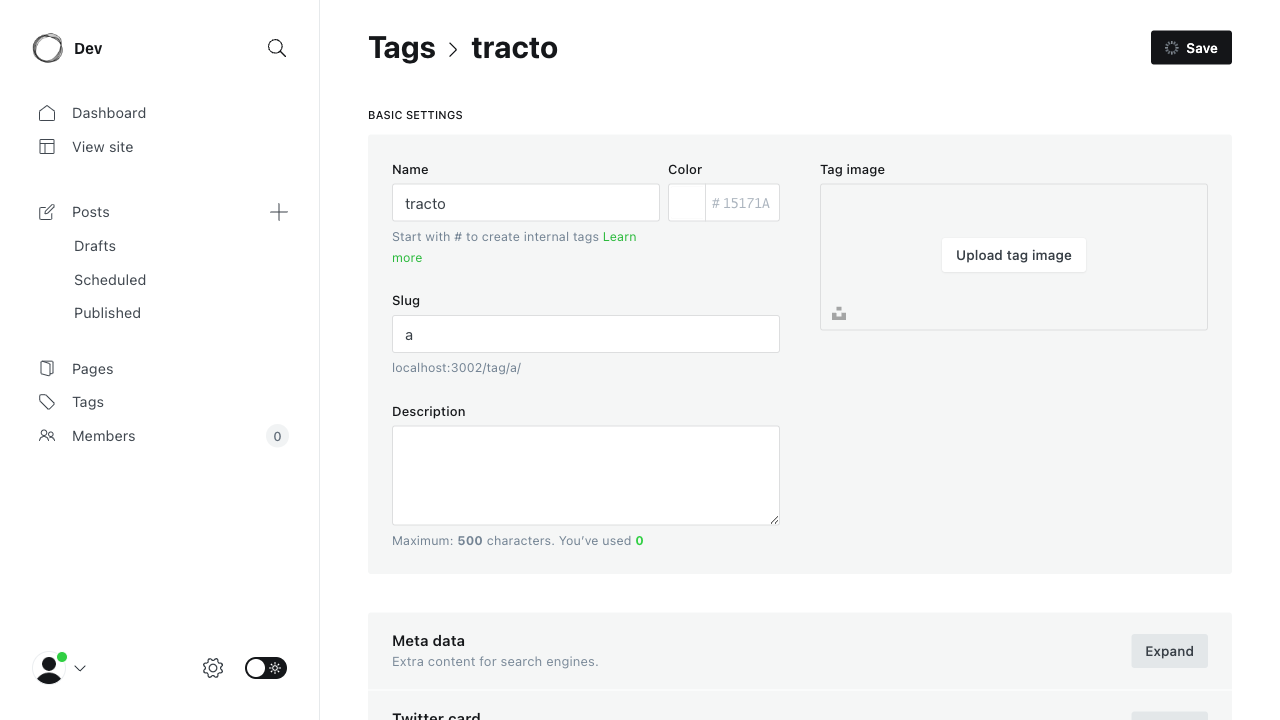 Dev
Dashboard
View site
Posts
Drafts
Scheduled
Published
Pages
Tags
Members
0
Tags
tracto
Save
BASIC SETTINGS
Name
tracto
Start with # to create internal tags Learn
more
Color
# 15171A
Slug
a
localhost:3002/tag/a/
Description
Maximum: 500 characters. You’ve used 0
Tag image
Upload tag image
Meta data
Extra content for search engines.
Expand
Twitter card